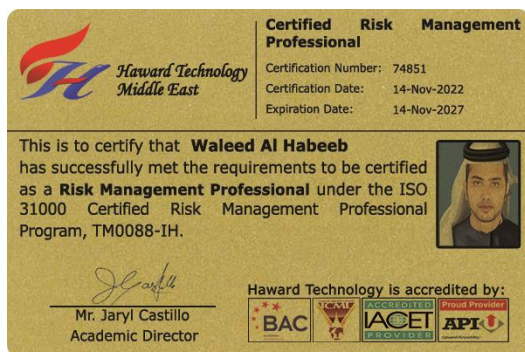 Haward Technology
Middle East
Certified Risk Management
Professional
Certification Number: 74851
Certification Date: 14-Nov-2022
Expiration Date: 14-Nov-2027
This is to certify that Waleed Al Habeeb
has successfully met the requirements to be certified
as a Risk Management Professional under the ISO
31000 Certified Risk Management Professional
Program, TM0088-IH.
Mr. Jaryl Castillo
Academic Director
Haward Technology is accredited by:
BAC
TCMI
ACCREDITED
IACET
PROVIDER
Proud Provider
API